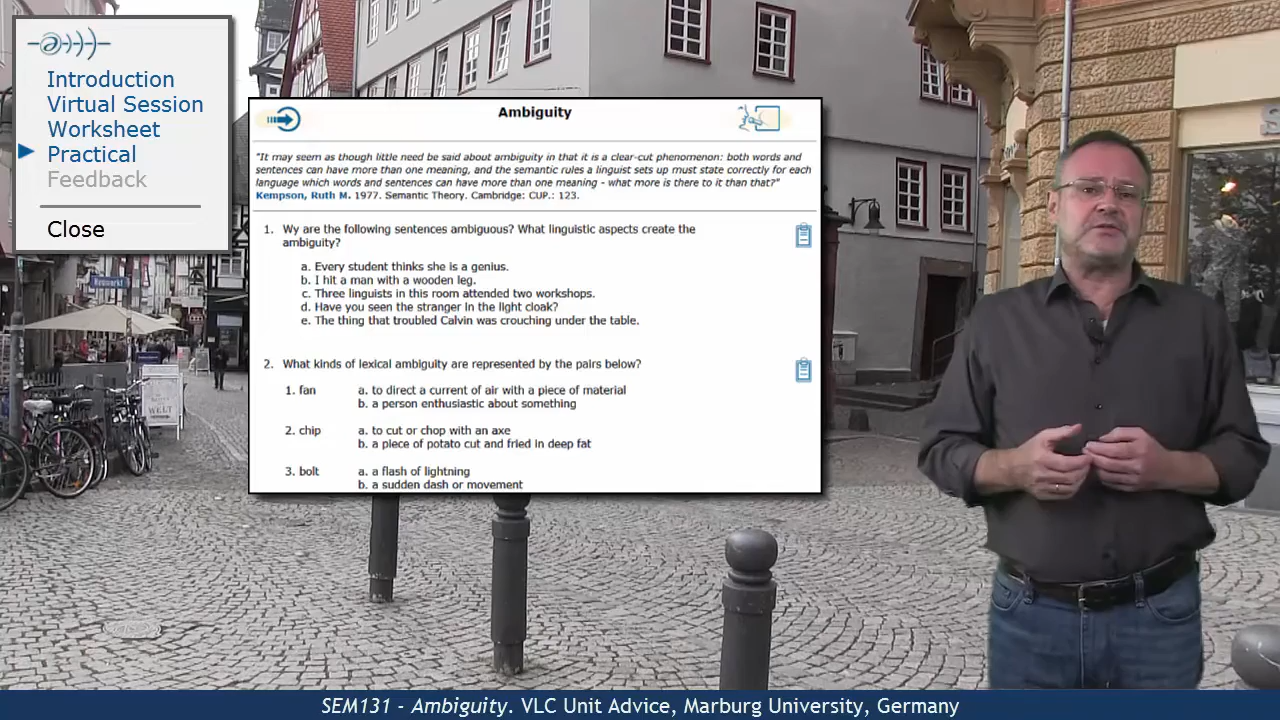 Introduction
Virtual Session
Worksheet
Practical
Feedback
Close
Ambiguity
"It may seem as though little need be said about ambiguity in that it is a clear-cut phenomenon: both words and
sentences can have more than one meaning, and the semantic rules a linguist sets up must state correctly for each
language which words and sentences can have more than one meaning - what more is there to it than that?"
Kempson, Ruth M. 1977. Semantic Theory. Cambridge: CUP.: 123.
1. Wy are the following sentences ambiguous? What linguistic aspects create the
ambiguity?
a. Every student thinks she is a genius.
b. I hit a man with a wooden leg.
c. Three linguists in this room attended two workshops.
d. Have you seen the stranger in the light cloak?
e. The thing that troubled Calvin was crouching under the table.
2. What kinds of lexical ambiguity are represented by the pairs below?
1. fan a. to direct a current of air with a piece of material
b. a person enthusiastic about something
2. chip a. to cut or chop with an axe
b. a piece of potato cut and fried in deep fat
3. bolt a. a flash of lightning
b. a sudden dash or movement
WELT
SEM131 - Ambiguity. VLC Unit Advice, Marburg University, Germany